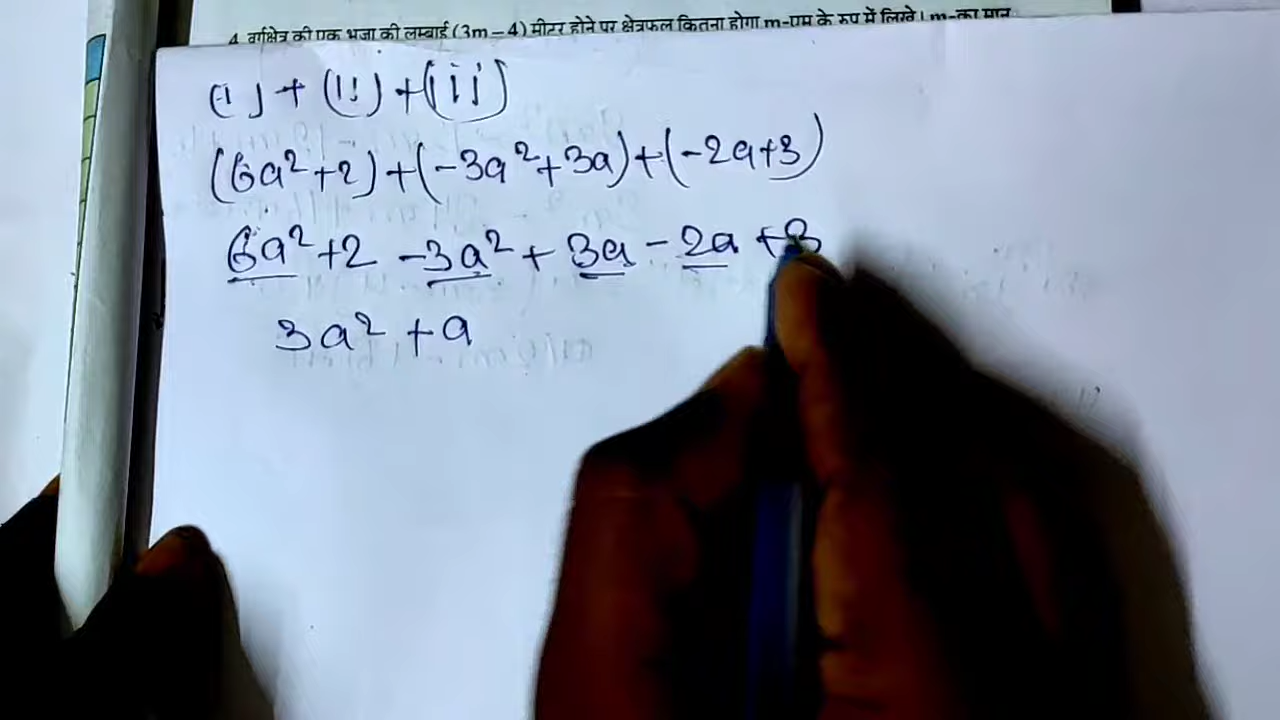 4. वर्गक्षेत्र की एक भुजा की लम्बाई (3m – 4) मीटर होने पर क्षेत्रफल कितना होगा m-एम के रुप में लिखे। m-का मान
(i) + (ii) + (iii)
(6a²+2)+(-3a²+3a)+(-2a+3)
6a²+2 -3a²+3a -2a +3
3a² +a